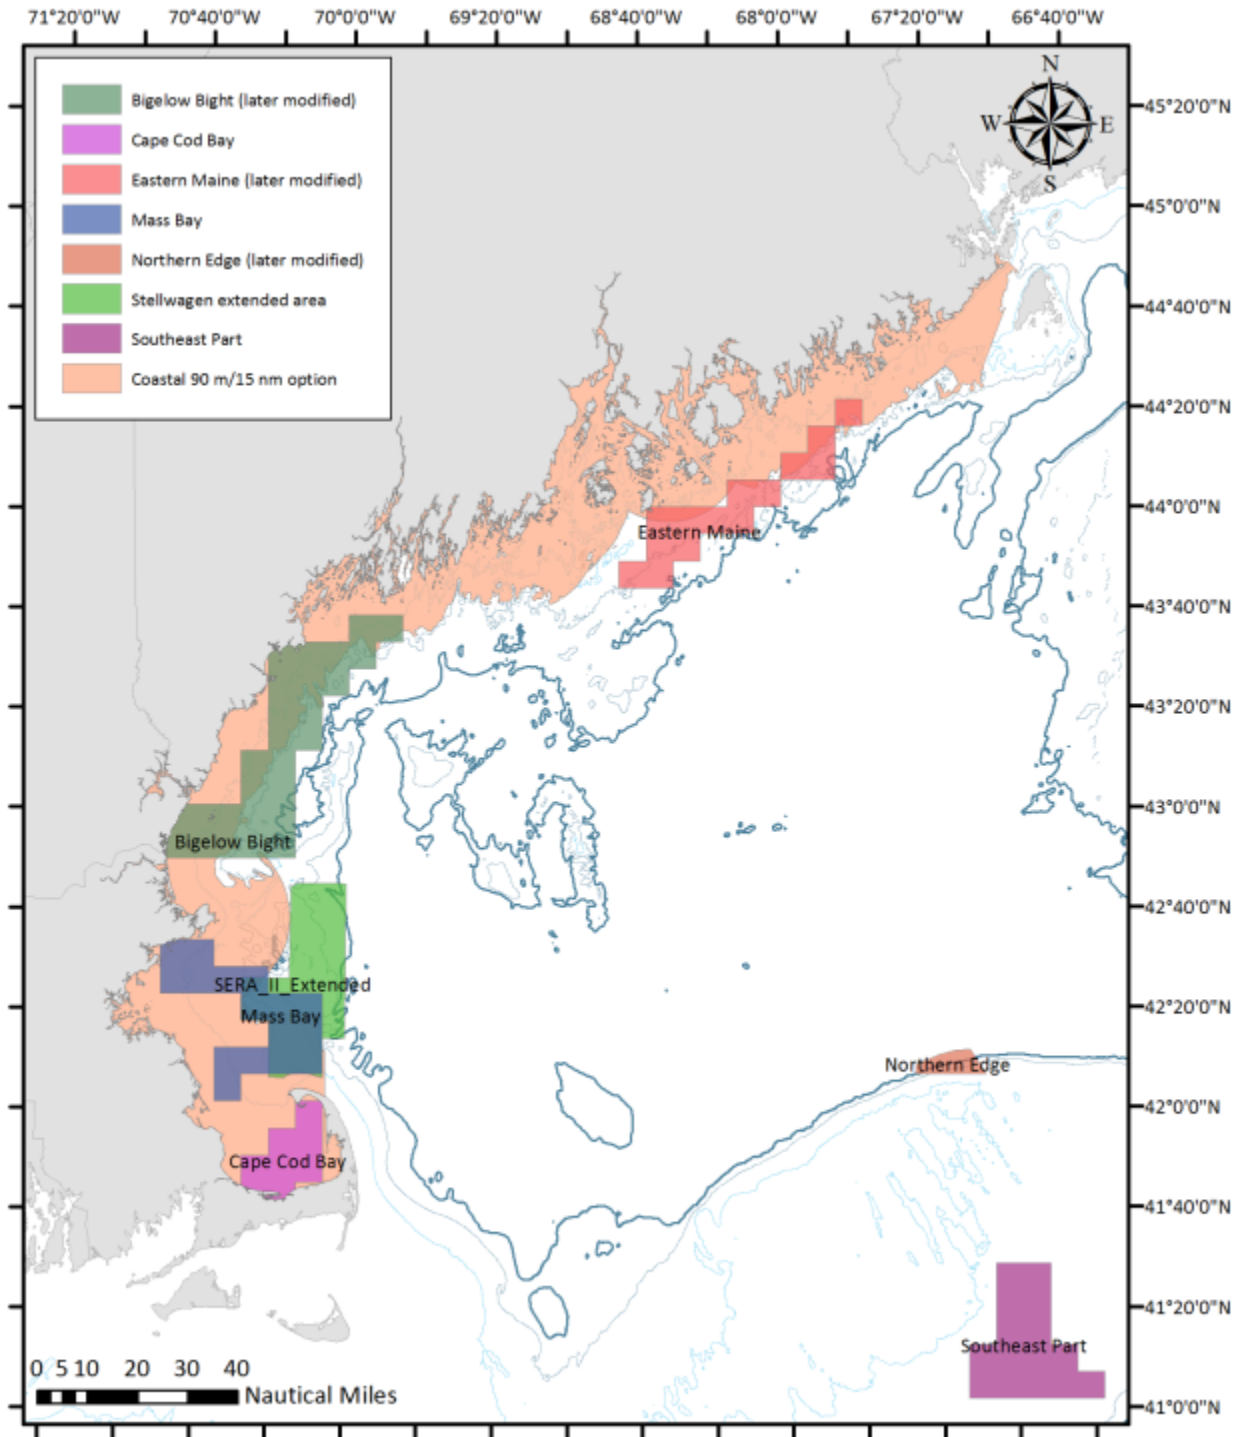 71°20'0"W 70°40'0"W 70°0'0"W 69°20'0"W 68°40'0"W 68°0'0"W 67°20'0"W 66°40'0"W
N
W E
S
Bigelow Bight (later modified)
Cape Cod Bay
Eastern Maine (later modified)
Mass Bay
Northern Edge (later modified)
Stellwagen extended area
Southeast Part
Coastal 90 m/15 nm option
45°20'0"N
45°0'0"N
44°40'0"N
44°20'0"N
44°0'0"N
Eastern Maine
43°40'0"N
43°20'0"N
43°0'0"N
Bigelow Bight
42°40'0"N
SERA_II_Extended
42°20'0"N
Mass Bay
Northern Edge
42°0'0"N
Cape Cod Bay
41°40'0"N
41°20'0"N
Southeast Part
0 5 10 20 30 40
Nautical Miles
41°0'0"N